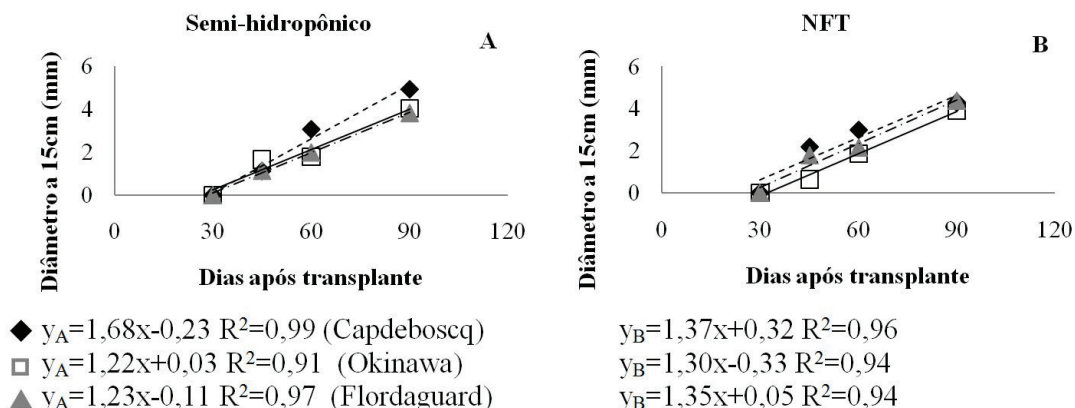 Semi-hidropônico
A
Diâmetro a 15cm (mm)
6
4
2
0
0 30 60 90 120
Dias após transplante
NFT
B
Diâmetro a 15cm (mm)
6
4
2
0
0 30 60 90 120
Dias após transplante
yA=1,68x-0,23 R²=0,99 (Capdeboscq)
yA=1,22x+0,03 R²=0,91 (Okinawa)
yA=1,23x-0,11 R²=0,97 (Flordaguard)
yB=1,37x+0,32 R²=0,96
yB=1,30x-0,33 R²=0,94
yB=1,35x+0,05 R²=0,94